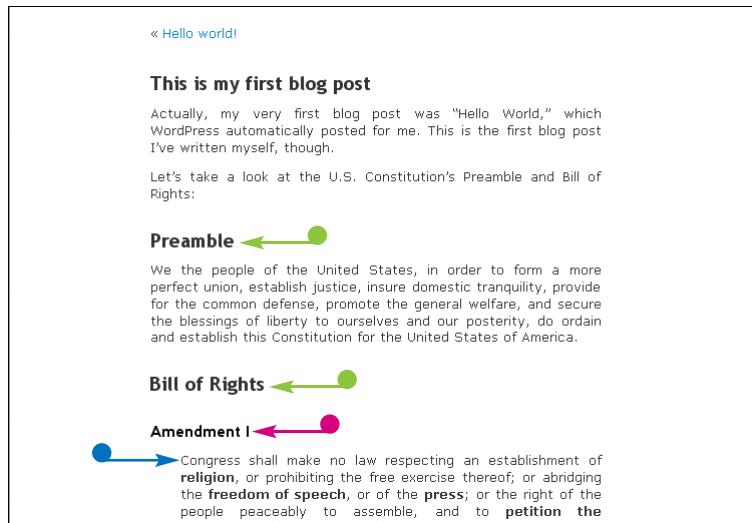 « Hello world!
This is my first blog post
Actually, my very first blog post was “Hello World,” which
WordPress automatically posted for me. This is the first blog post
I’ve written myself, though.
Let’s take a look at the U.S. Constitution’s Preamble and Bill of
Rights:
Preamble
We the people of the United States, in order to form a more
perfect union, establish justice, insure domestic tranquility, provide
for the common defense, promote the general welfare, and secure
the blessings of liberty to ourselves and our posterity, do ordain
and establish this Constitution for the United States of America.
Bill of Rights
Amendment I
Congress shall make no law respecting an establishment of
religion, or prohibiting the free exercise thereof; or abridging
the freedom of speech, or of the press; or the right of the
people peaceably to assemble, and to petition the